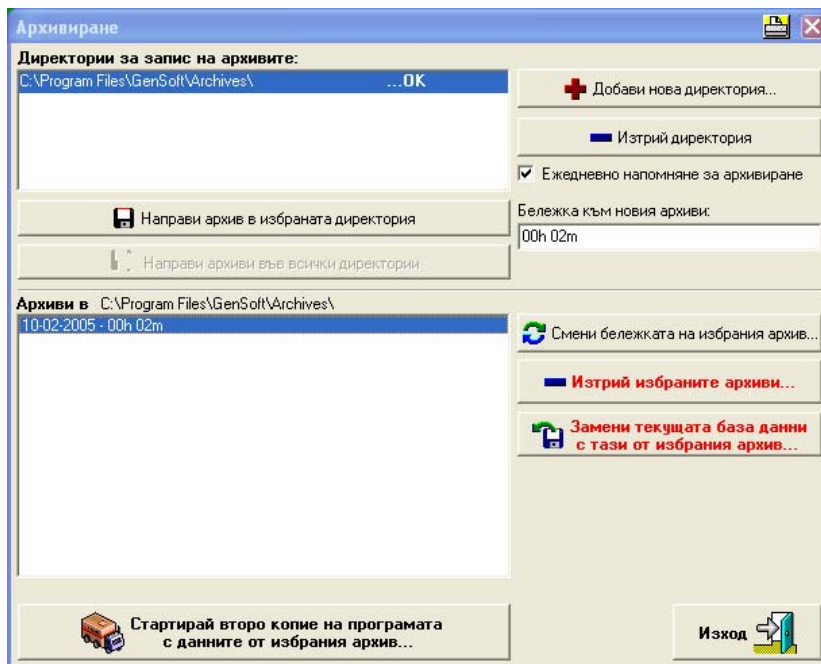 Архивиране
Директории за запис на архивите:
C:\Program Files\GenSoft\Archives\ ...OK
Добави нова директория...
Изтрий директория
Ежедневно напомняне за архивиране
Направи архив в избраната директория
Бележка към новия архиви:
00h 02m
Направи архиви във всички директории
Архиви в C:\Program Files\GenSoft\Archives\
10-02-2005 - 00h 02m
Смени бележката на избрания архив...
Изтрий избраните архиви...
Замени текущата база данни
с тази от избрания архив...
Стартирай второ копие на програмата
с данните от избрания архив...
Изход